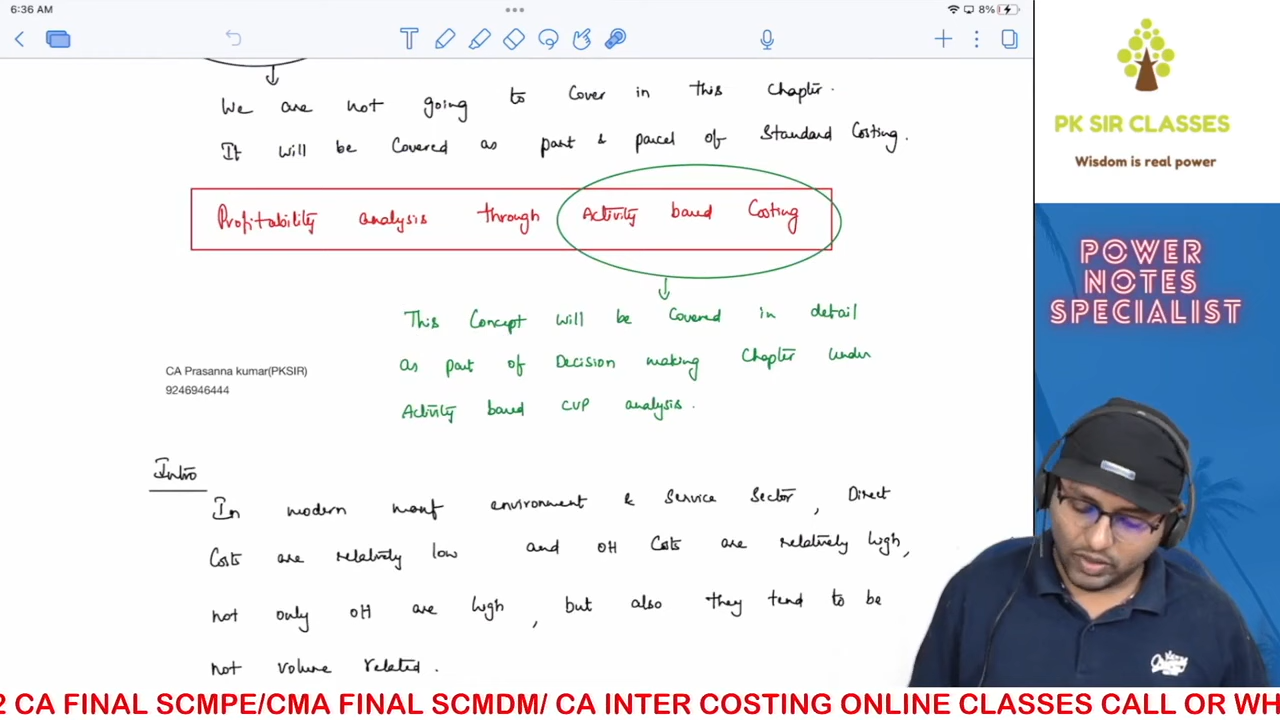 6:36 AM
8%
T
We are not going to Cover in this Chapter.
It will be Covered as part & parcel of Standard Costing.
Profitability analysis through Activity based Costing
This Concept will be Covered in detail
as part of Decision making Chapter under
Activity based CVP analysis.
CA Prasanna kumar(PKSIR)
9246946444
Intro
In modern manf environment & Service Sector, Direct
Costs are relatively low and OH Costs are relatively high,
not only OH are high, but also they tend to be
not volume related.
PK SIR CLASSES
Wisdom is real power
POWER
NOTES
SPECIALIST
2 CA FINAL SCMPE/CMA FINAL SCMDM/ CA INTER COSTING ONLINE CLASSES CALL OR WH